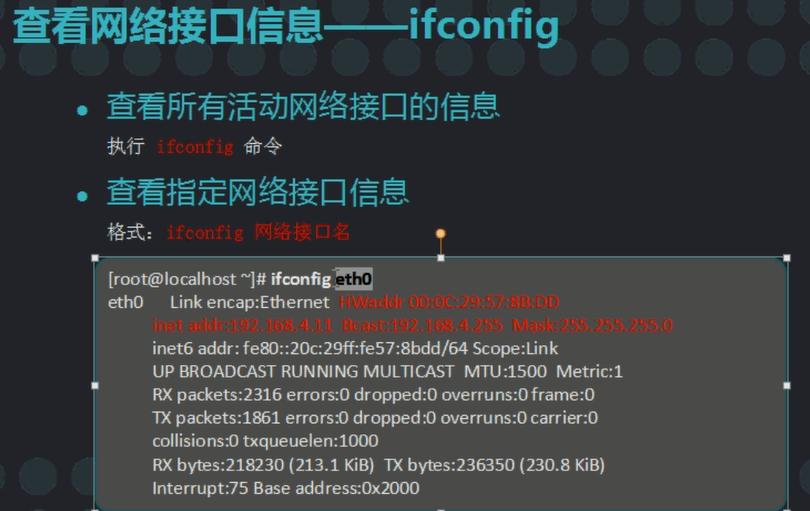 查看网络接口信息——ifconfig
查看所有活动网络接口的信息
执行 ifconfig 命令
查看指定网络接口信息
格式：ifconfig 网络接口名
[root@localhost ~]# ifconfig eth0
eth0 Link encap:Ethernet HWaddr 00:0C:29:57:8B:DD
inet addr:192.168.4.11 Bcast:192.168.4.255 Mask:255.255.255.0
inet6 addr: fe80::20c:29ff:fe57:8bdd/64 Scope:Link
UP BROADCAST RUNNING MULTICAST MTU:1500 Metric:1
RX packets:2316 errors:0 dropped:0 overruns:0 frame:0
TX packets:1861 errors:0 dropped:0 overruns:0 carrier:0
collisions:0 txqueuelen:1000
RX bytes:218230 (213.1 KiB) TX bytes:236350 (230.8 KiB)
Interrupt:75 Base address:0x2000